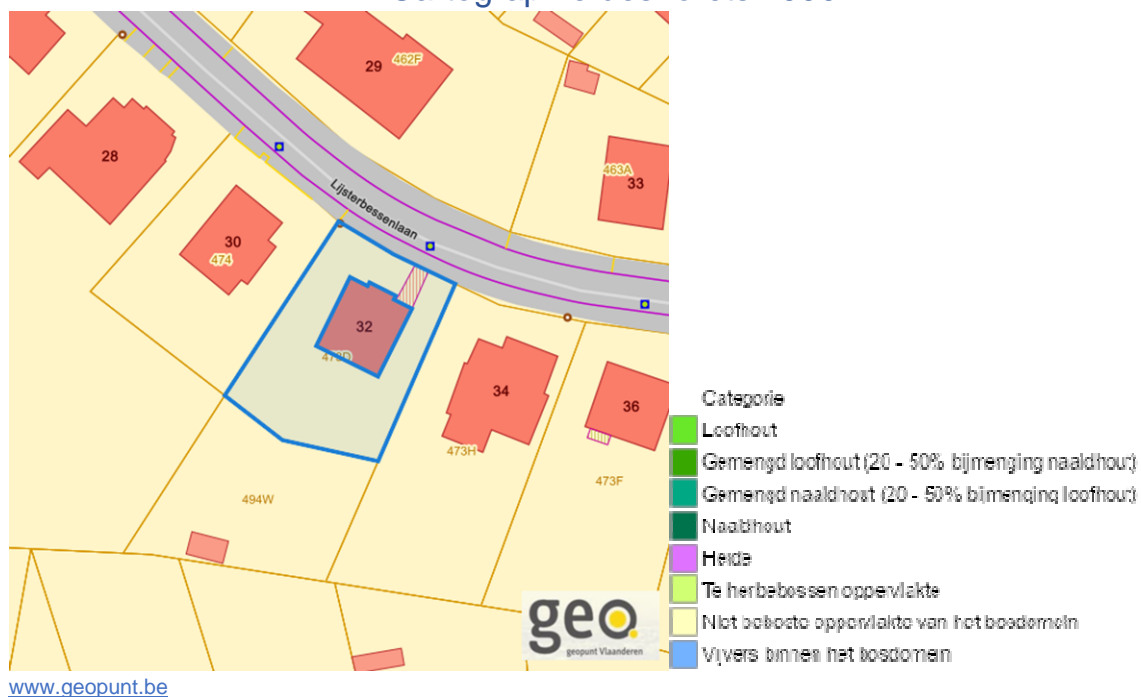 29 462F
28
463A
33
Lijsterbessenlaan
30
474
32
34
36
473H
473F
494W
Categorie
Loofhout
Gemengd loofhout (20 - 50% bijmenging naaldhout)
Gemengd naaldhout (20 - 50% bijmenging loofhout)
Naaldhout
Heide
Te herbebossen oppervlakte
Niet beboste oppervlakte van het bosdomein
Vijvers binnen het bosdomein
geo
geopunt Vlaanderen
www.geopunt.be